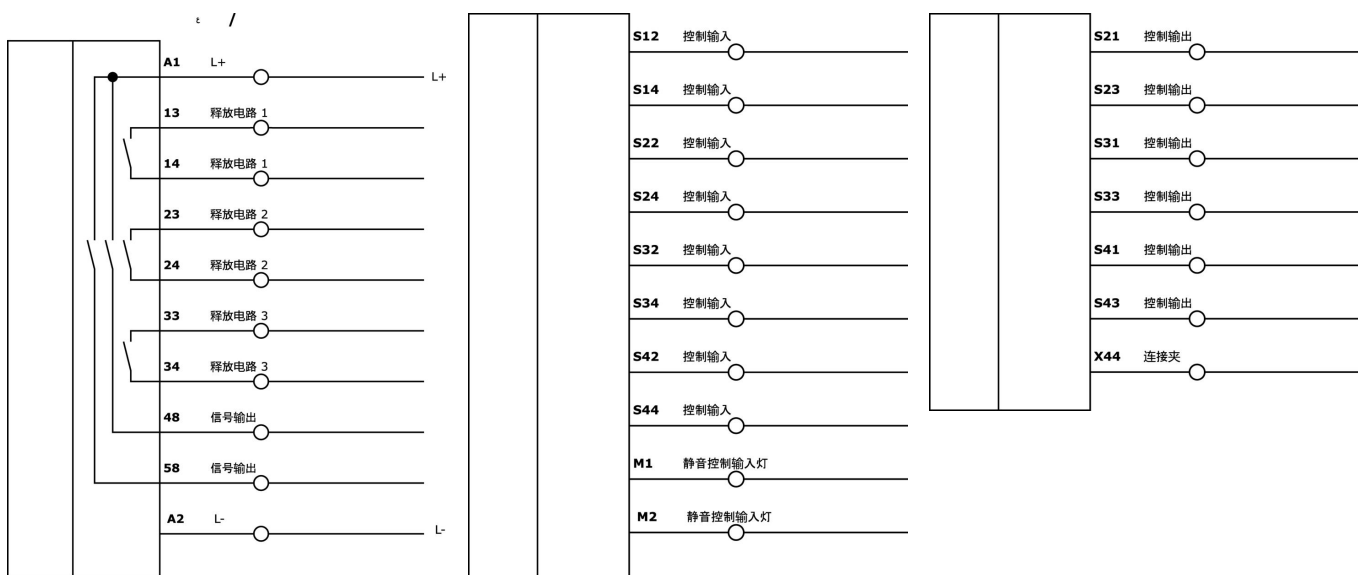 ء /
A1 L+
L+
13 释放电路 1
14 释放电路 1
23 释放电路 2
24 释放电路 2
33 释放电路 3
34 释放电路 3
48 信号输出
58 信号输出
A2 L-
L-
S12 控制输入
S14 控制输入
S22 控制输入
S24 控制输入
S32 控制输入
S34 控制输入
S42 控制输入
S44 控制输入
M1 静音控制输入灯
M2 静音控制输入灯
S21 控制输出
S23 控制输出
S31 控制输出
S33 控制输出
S41 控制输出
S43 控制输出
X44 连接夹